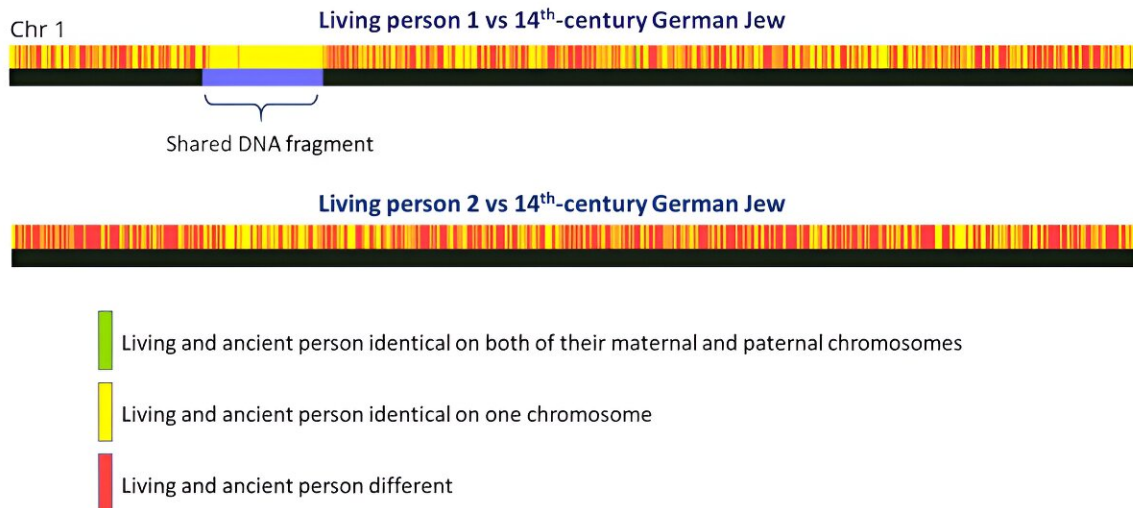 Living person 1 vs 14th-century German Jew
Chr 1
Shared DNA fragment
Living person 2 vs 14th-century German Jew
Living and ancient person identical on both of their maternal and paternal chromosomes
Living and ancient person identical on one chromosome
Living and ancient person different